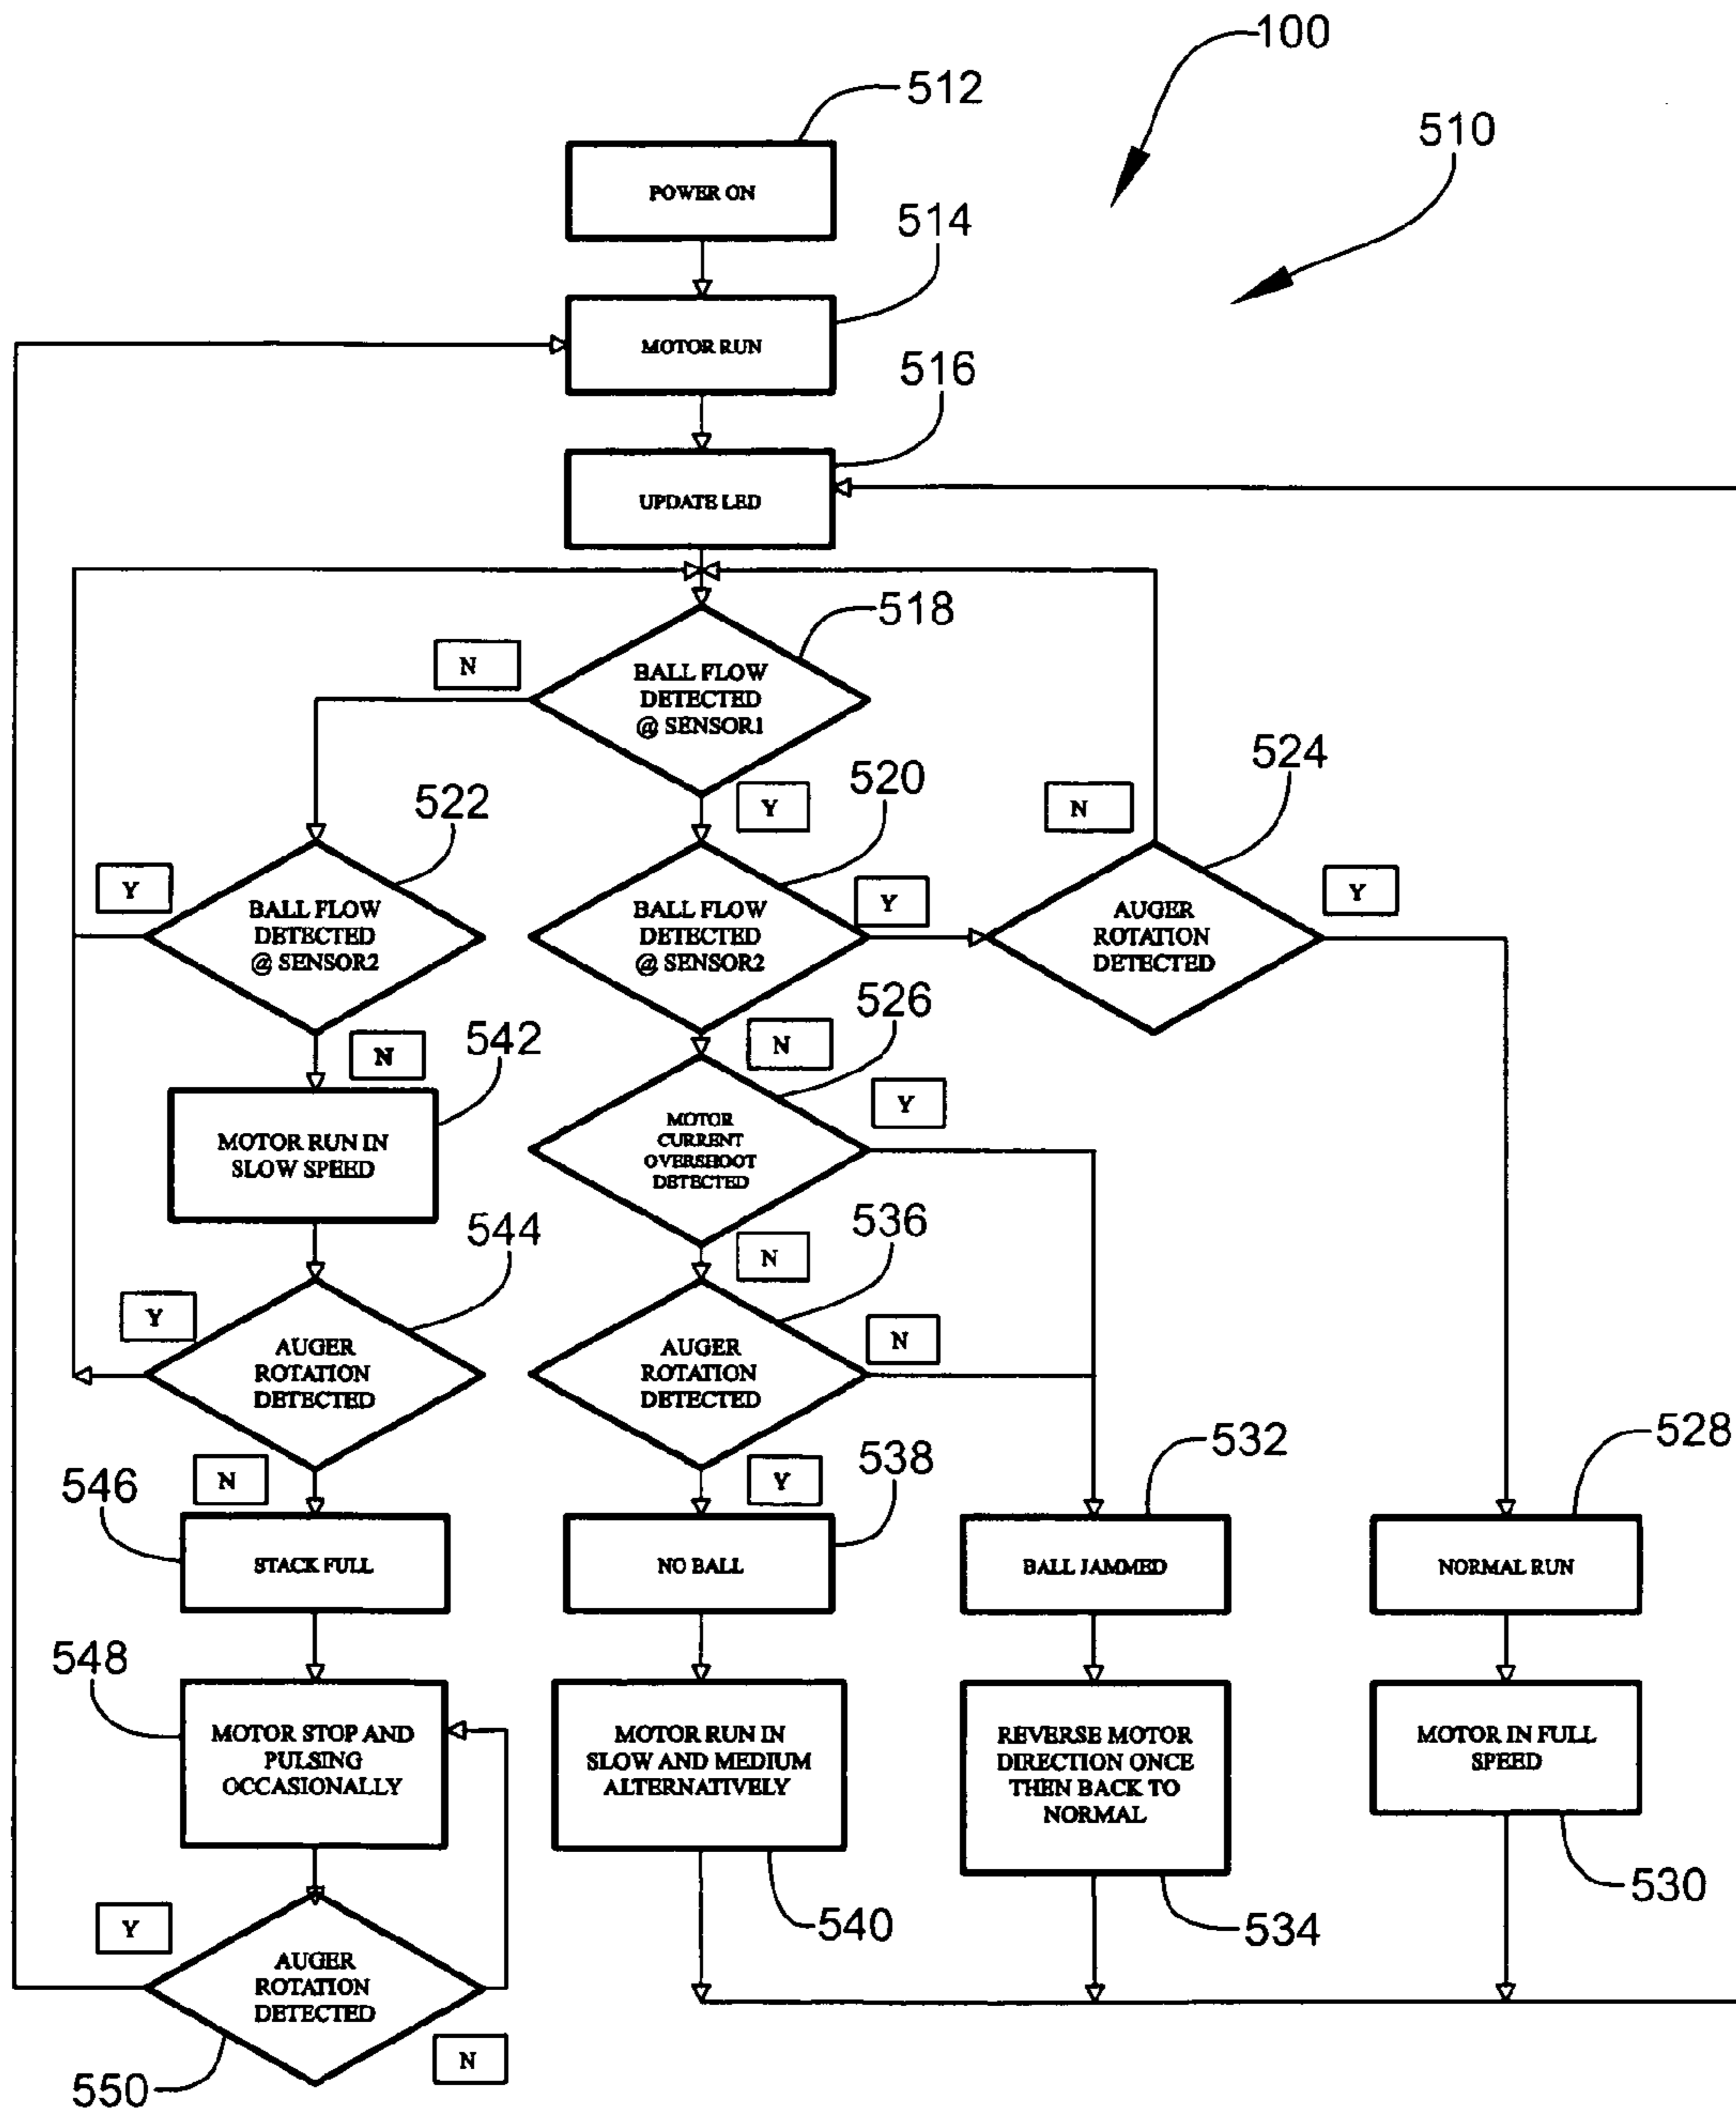 100
512
510
POWER ON
514
MOTOR RUN
516
UPDATE LED
518
N
BALL FLOW
DETECTED
@ SENSOR1
524
520
522
Y
N
Y
Y
Y
BALL FLOW
DETECTED
@ SENSOR2
BALL FLOW
DETECTED
@ SENSOR2
AUGER
ROTATION
DETECTED
526
542
N
N
Y
MOTOR RUN IN
SLOW SPEED
MOTOR
CURRENT
OVERSHOOT
DETECTED
544
536
N
Y
N
AUGER
ROTATION
DETECTED
AUGER
ROTATION
DETECTED
528
532
538
546
N
Y
STACK FULL
NO BALL
BALL JAMMED
NORMAL RUN
548
MOTOR STOP AND
PULSING
OCCASIONALLY
MOTOR RUN IN
SLOW AND MEDIUM
ALTERNATIVELY
REVERSE MOTOR
DIRECTION ONCE
THEN BACK TO
NORMAL
MOTOR IN FULL
SPEED
530
540
534
Y
AUGER
ROTATION
DETECTED
N
550